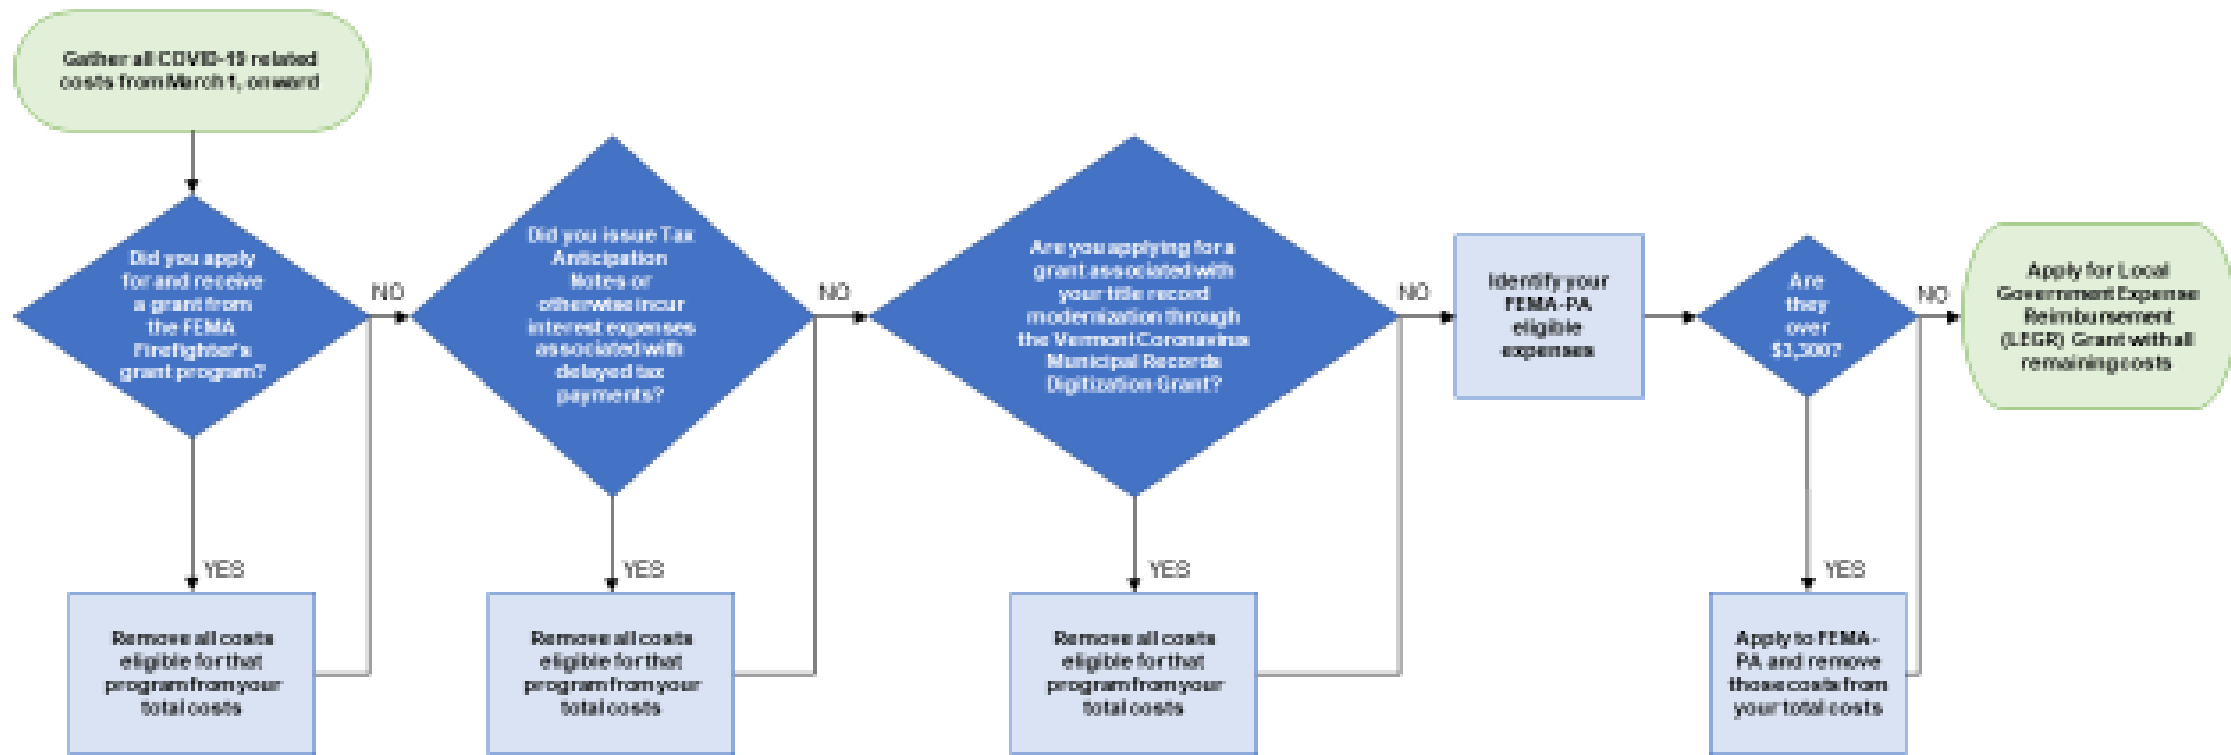 Gather all COVID-19 related
costs from March 1, onward
Did you apply
for and receive
a grant from
the FEMA
Firefighter's
grant program?
NO
YES
Remove all costs
eligible for that
program from your
total costs
Did you issue Tax
Anticipation
Notes or
otherwise incur
interest expenses
associated with
delayed tax
payments?
NO
YES
Remove all costs
eligible for that
program from your
total costs
Are you applying for a
grant associated with
your title record
modernization through
the Vermont Coronavirus
Municipal Records
Digitization Grant?
NO
YES
Remove all costs
eligible for that
program from your
total costs
Identify your
FEMA-PA
eligible
expenses
Are
they
over
$3,300?
NO
YES
Apply to FEMA-
PA and remove
those costs from
your total costs
Apply for Local
Government Expense
Reimbursement
(LEGR) Grant with all
remaining costs